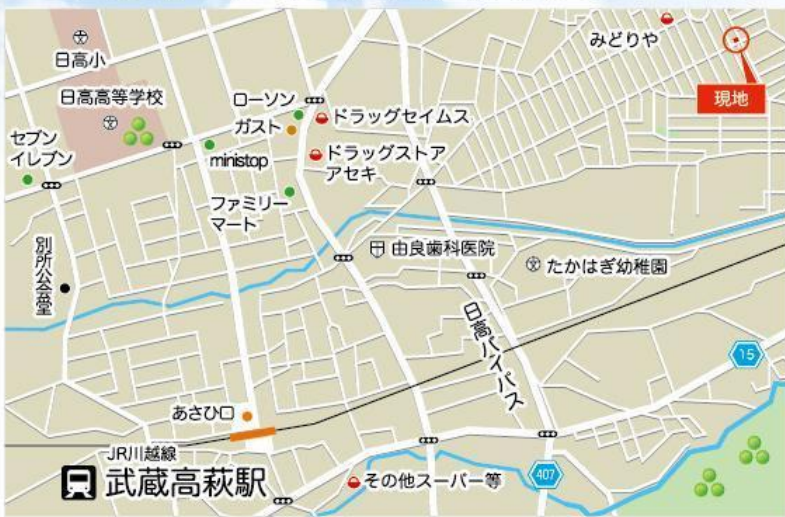 日高小
日高高等学校
セブン
イレブン
ローソン
ガスト
ministop
ファミリー
マート
ドラッグセイムス
ドラッグストア
アセキ
みどりや
現地
別所公会堂
由良歯科医院
たかはぎ幼稚園
日高バイパス
15
あさひ口
JR川越線
武蔵高萩駅
その他スーパー等
407